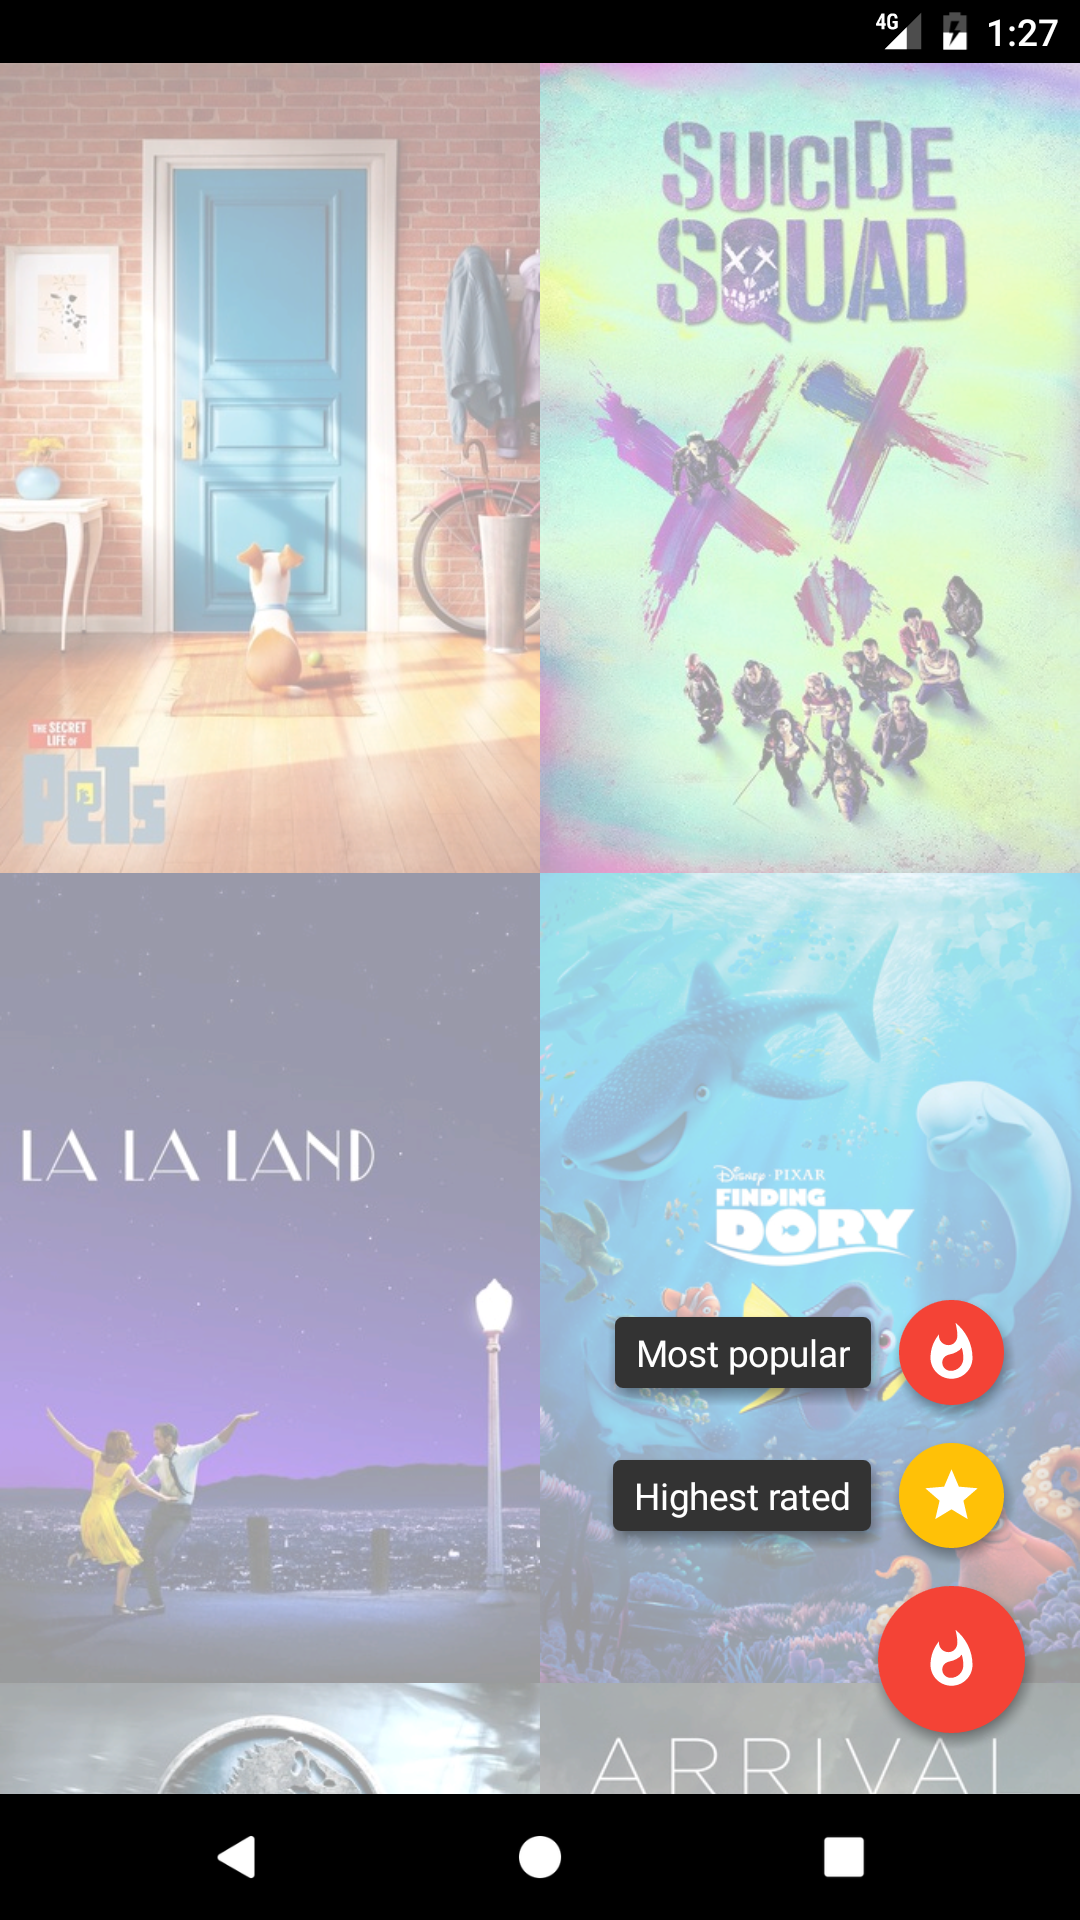 4G 1:27
SUICIDE
SQUAD
THE SECRET
LIFE OF
PETS
LA LA LAND
Disney · PIXAR
FINDING
DORY
Most popular
Highest rated
ARRIVAL